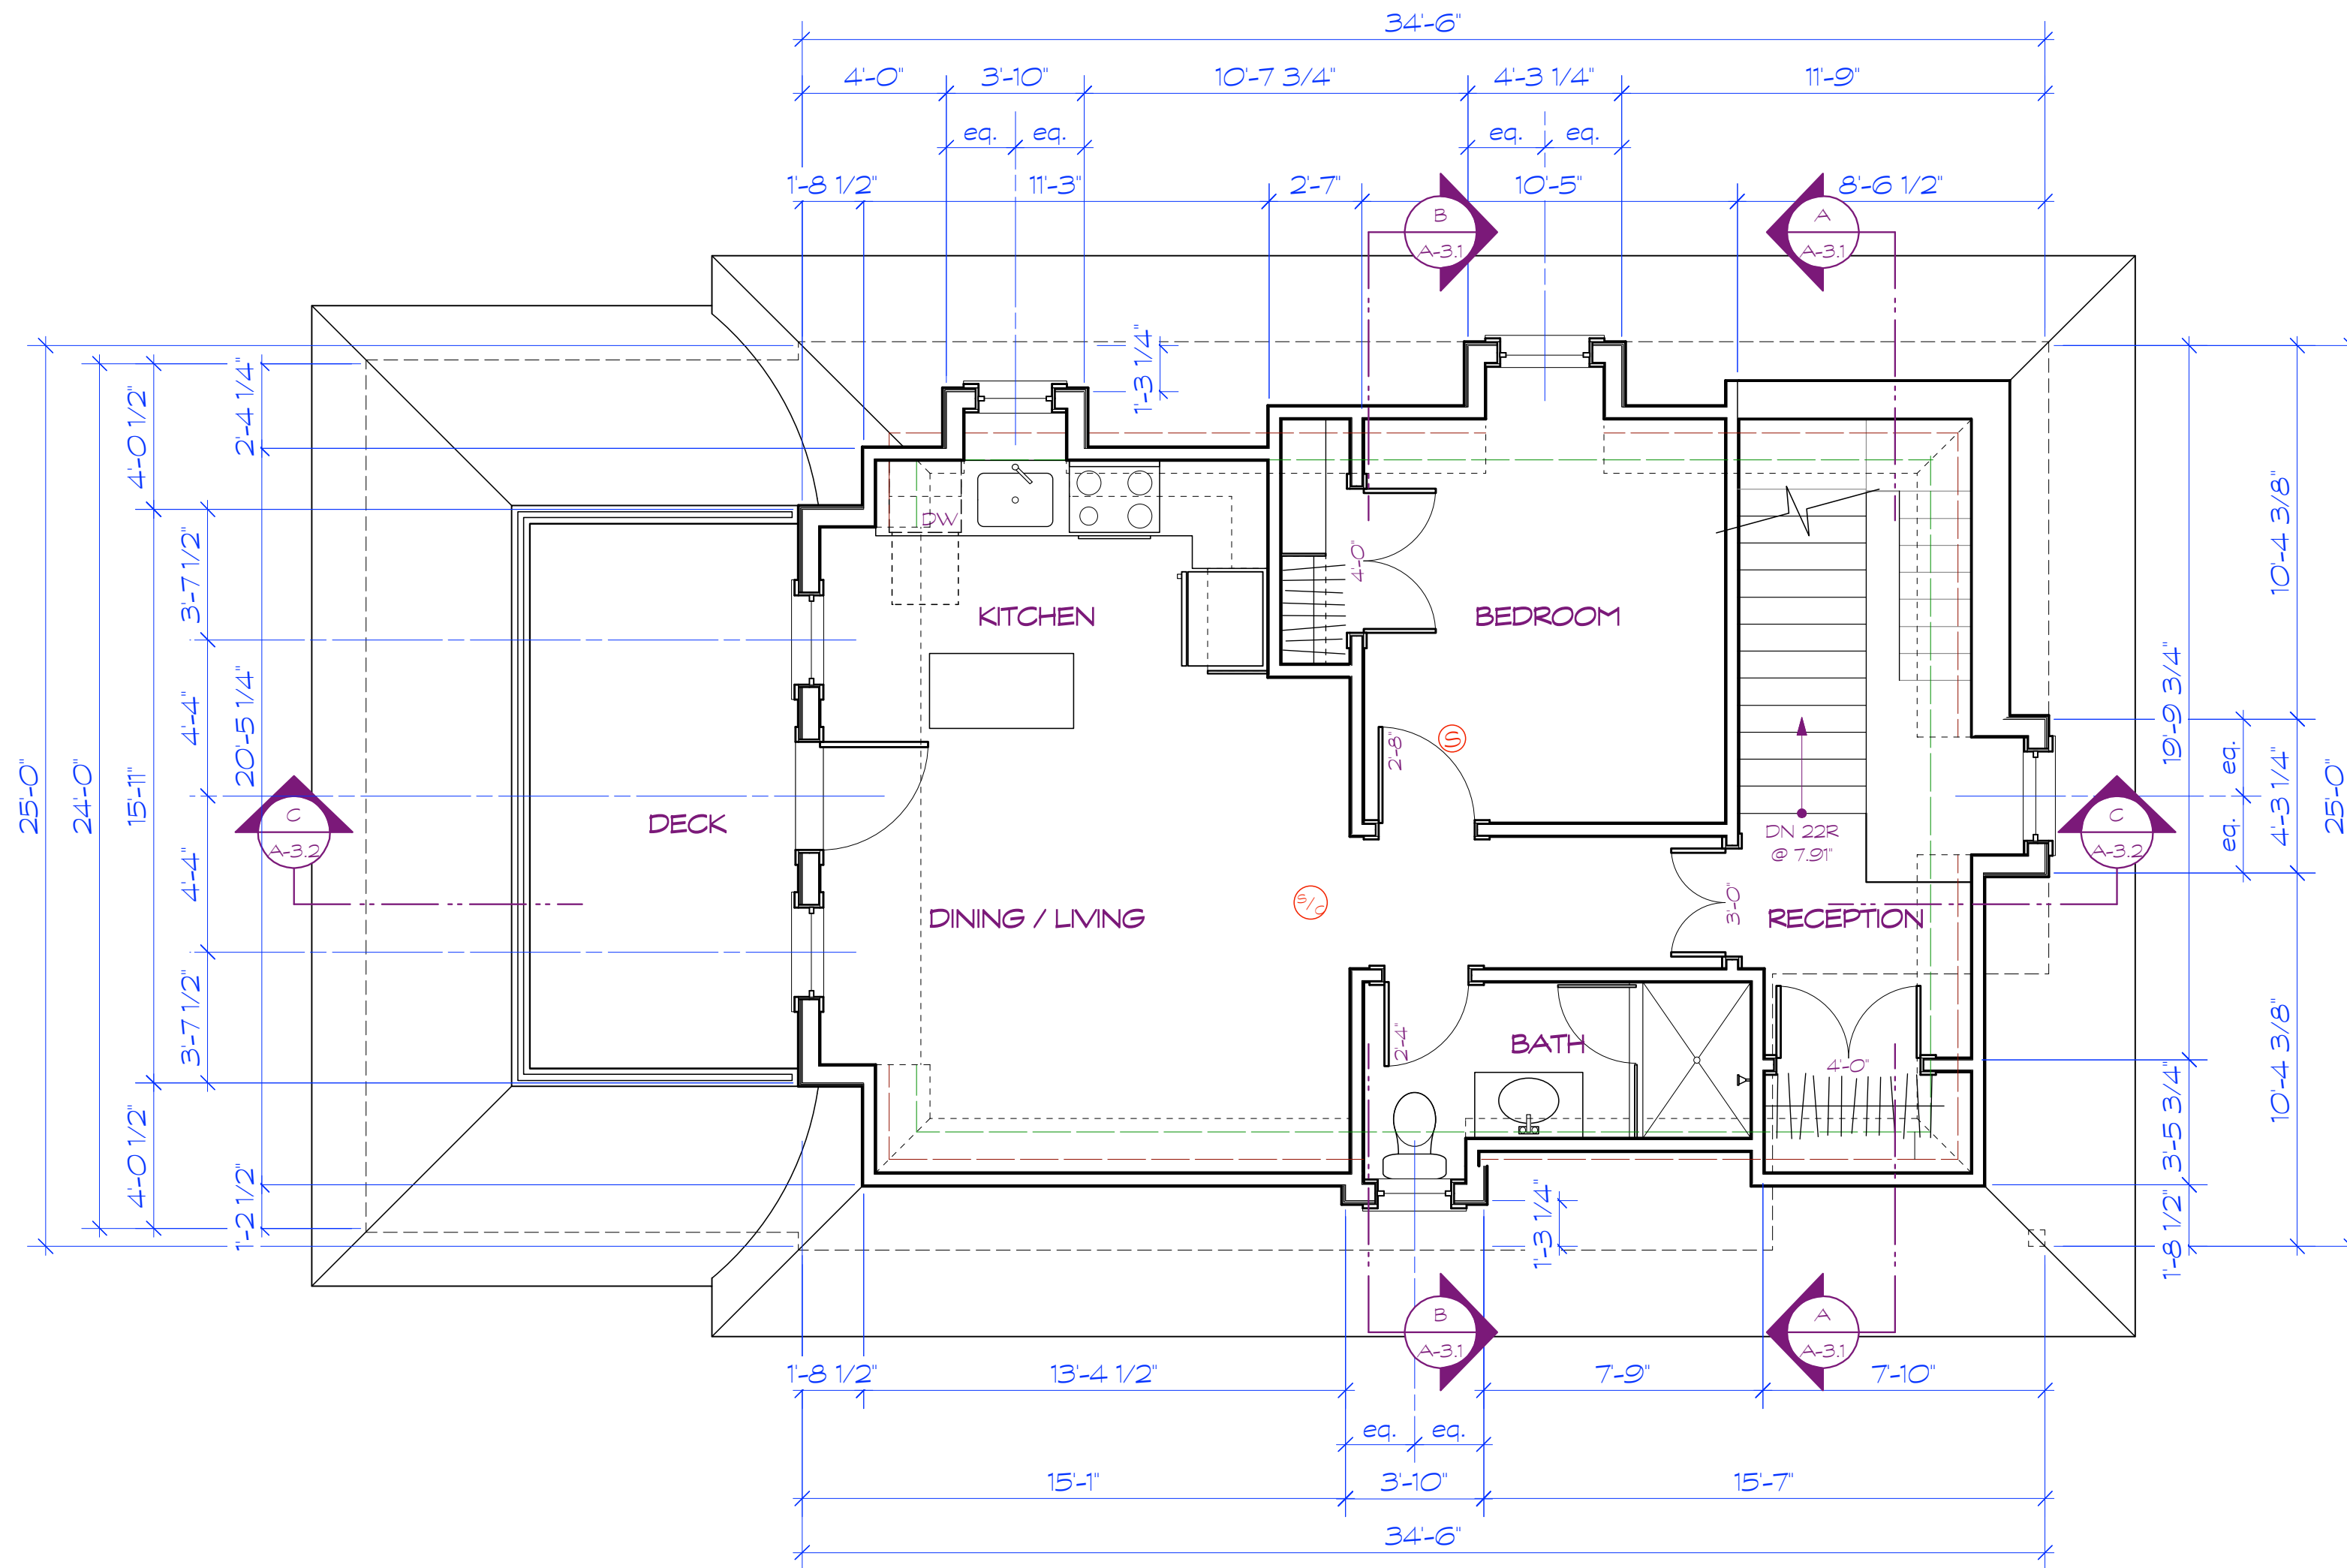 34'-6"
4'-0" 3'-10" 10'-7 3/4" 4'-3 1/4" 11'-9"
eq. eq. eq. eq.
1'-8 1/2" 11'-3" 2'-7" 10'-5" 8'-6 1/2"
B
A-3.1
A
A-3.1
25'-0"
24'-0"
4'-0 1/2"
15'-11"
4'-0 1/2"
3'-7 1/2"
4'-4"
4'-4"
3'-7 1/2"
2'-4 1/4"
20'-5 1/4"
1'-2 1/2"
1'-3 1/4"
C
A-3.2
DECK
DW
KITCHEN
4'-0"
BEDROOM
2'-8"
S
DN 22R
@ 7.91"
S/C
DINING / LIVING
3'-0"
RECEPTION
2'-4"
BATH
4'-0"
C
A-3.2
19'-9 3/4"
3'-5 3/4"
1'-8 1/2"
eq.
eq.
10'-4 3/8"
4'-3 1/4"
10'-4 3/8"
25'-0"
1'-3 1/4"
B
A-3.1
A
A-3.1
1'-8 1/2" 13'-4 1/2" 7'-9" 7'-10"
eq. eq.
15'-1" 3'-10" 15'-7"
34'-6"